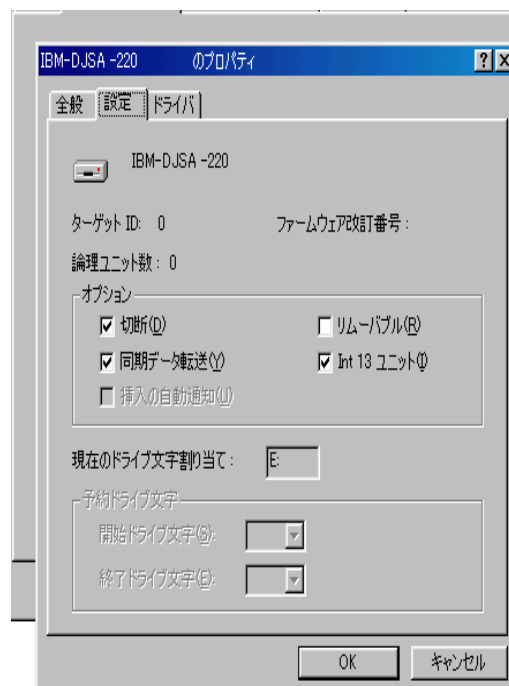 IBM-DJSA -220 のプロパティ
全般 設定 ドライバ
IBM-DJSA -220
ターゲット ID: 0 ファームウェア改訂番号 :
論理ユニット数 : 0
オプション
切断(D) リムーバブル(R)
同期データ転送(Y) Int 13 ユニット(I)
挿入の自動通知(U)
現在のドライブ文字割り当て : E:
予約ドライブ文字
開始ドライブ文字(S):
終了ドライブ文字(E):
OK キャンセル